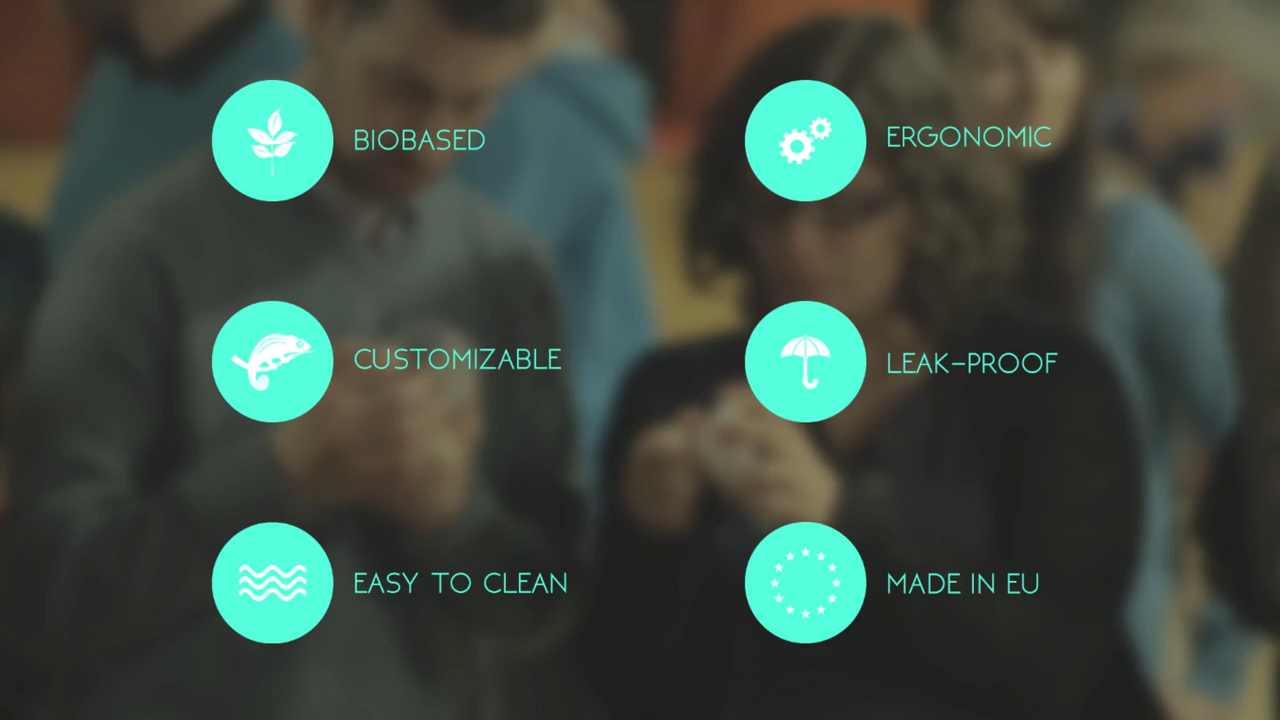 BIOBASED
ERGONOMIC
CUSTOMIZABLE
LEAK-PROOF
EASY TO CLEAN
MADE IN EU